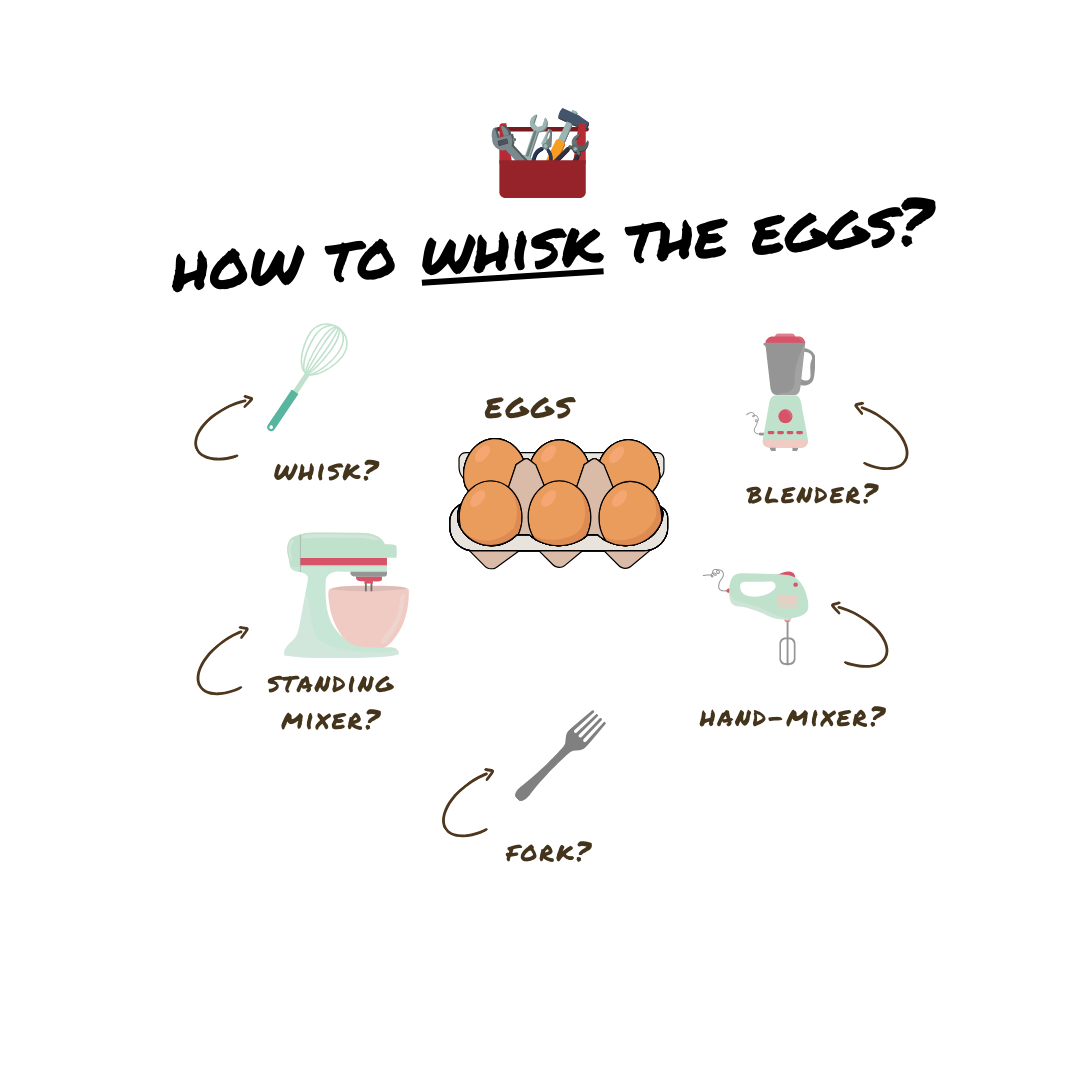 HOW TO WHISK THE EGGS?
EGGS
WHISK?
BLENDER?
STANDING
MIXER?
HAND-MIXER?
FORK?